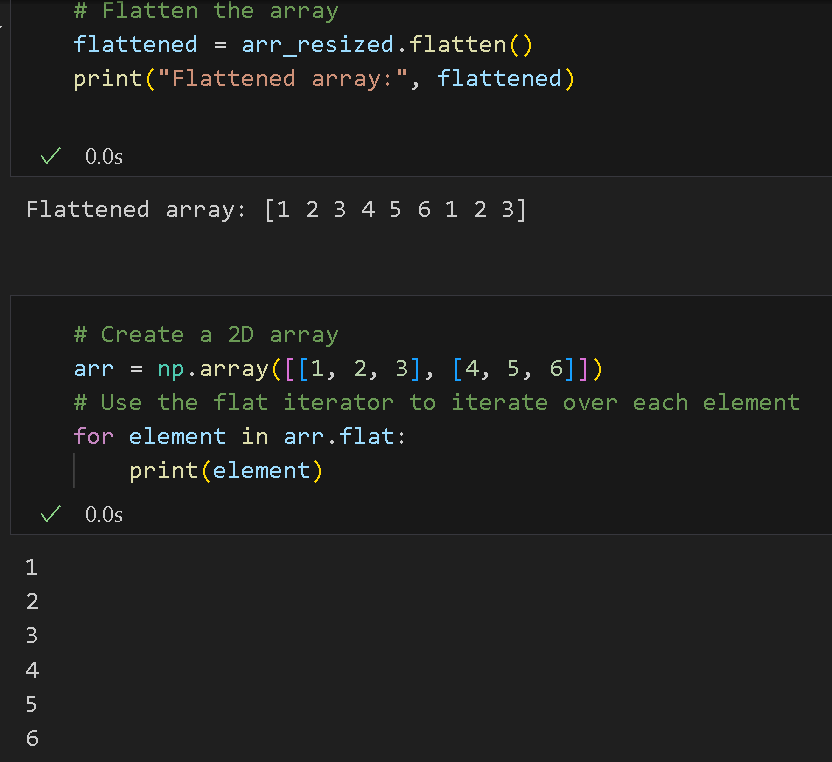 # Flatten the array
flattened = arr_resized.flatten()
print("Flattened array:", flattened)
0.0s
Flattened array: [1 2 3 4 5 6 1 2 3]
# Create a 2D array
arr = np.array([[1, 2, 3], [4, 5, 6]])
# Use the flat iterator to iterate over each element
for element in arr.flat:
    print(element)
0.0s
1
2
3
4
5
6